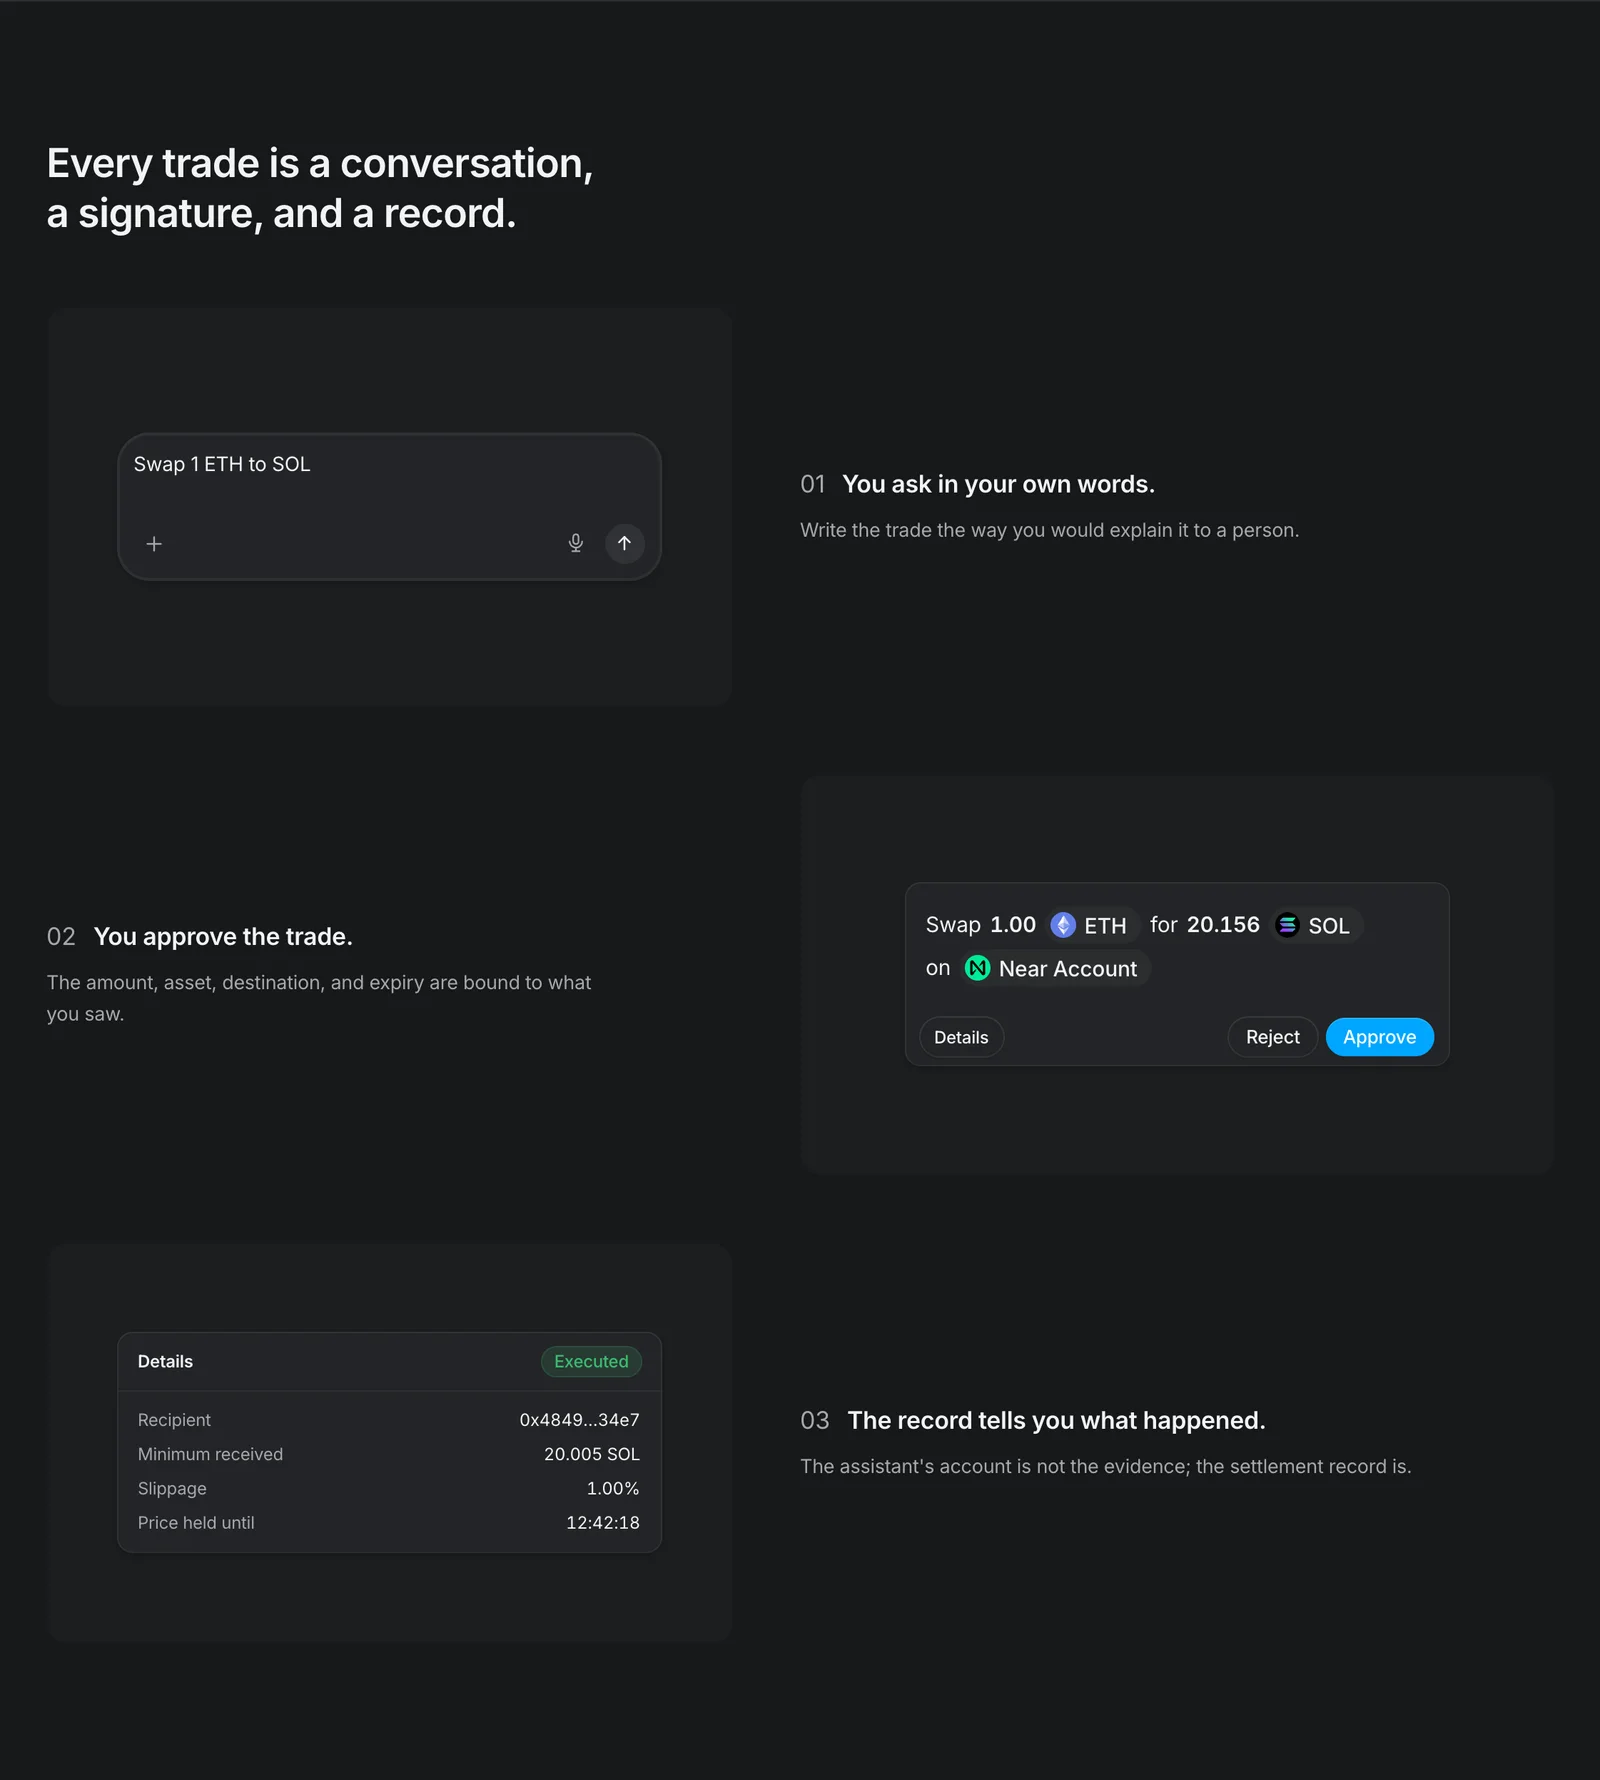 Every trade is a conversation,
a signature, and a record.
Swap 1 ETH to SOL
01 You ask in your own words.
Write the trade the way you would explain it to a person.
02 You approve the trade.
The amount, asset, destination, and expiry are bound to what
you saw.
Swap 1.00 ETH for 20.156 SOL
on Near Account
Details Reject Approve
Details Executed
Recipient 0x4849...34e7
Minimum received 20.005 SOL
Slippage 1.00%
Price held until 12:42:18
03 The record tells you what happened.
The assistant's account is not the evidence; the settlement record is.